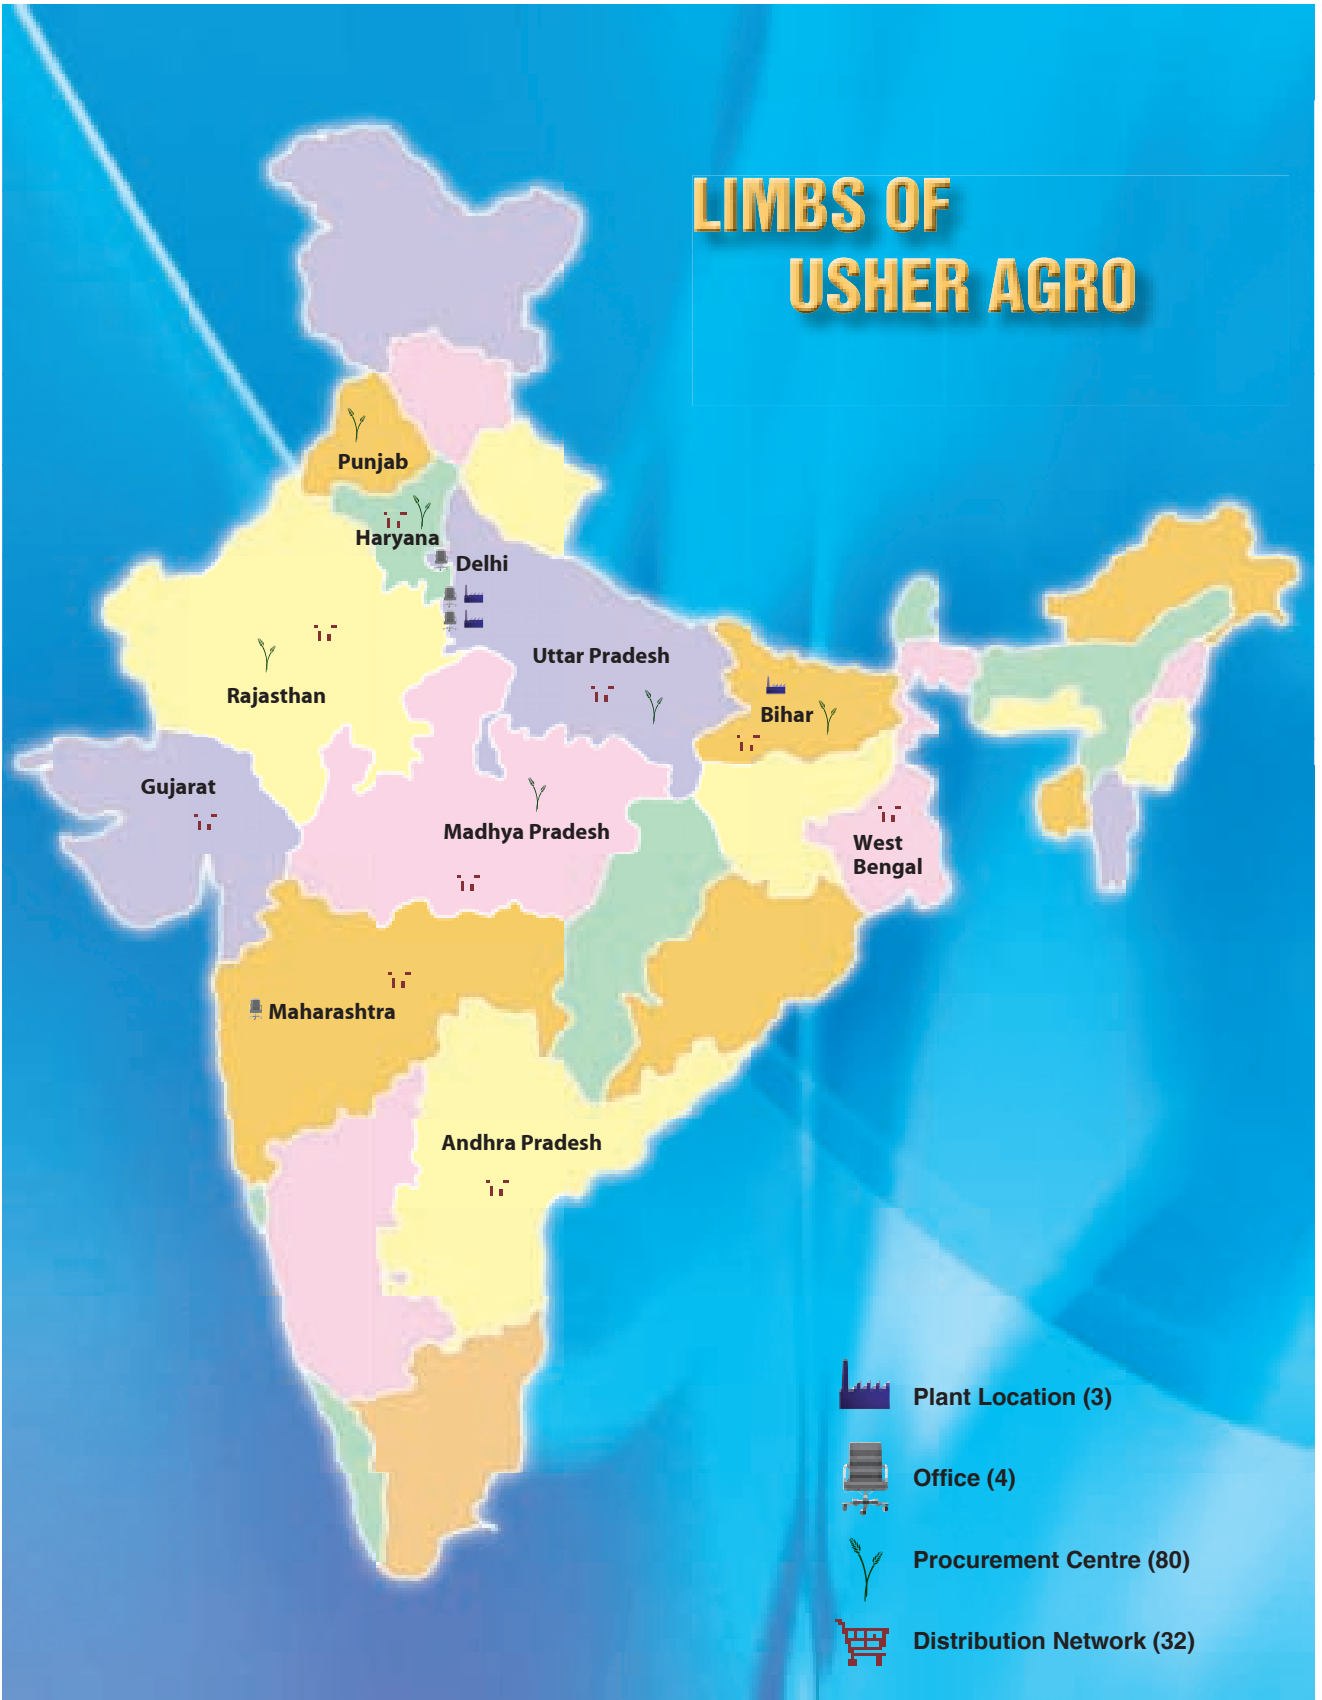 LIMBS OF
USHER AGRO
Punjab
Haryana
Delhi
Uttar Pradesh
Rajasthan
Bihar
Gujarat
Madhya Pradesh
West
Bengal
Maharashtra
Andhra Pradesh
Plant Location (3)
Office (4)
Procurement Centre (80)
Distribution Network (32)